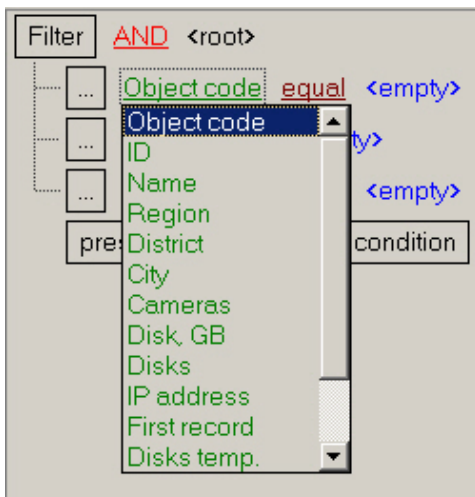 Filter AND <root>
... Object code equal <empty>
Object code
... ty>
ID
Name
... <empty>
Region
District
pre condition
City
Cameras
Disk, GB
Disks
IP address
First record
Disks temp.